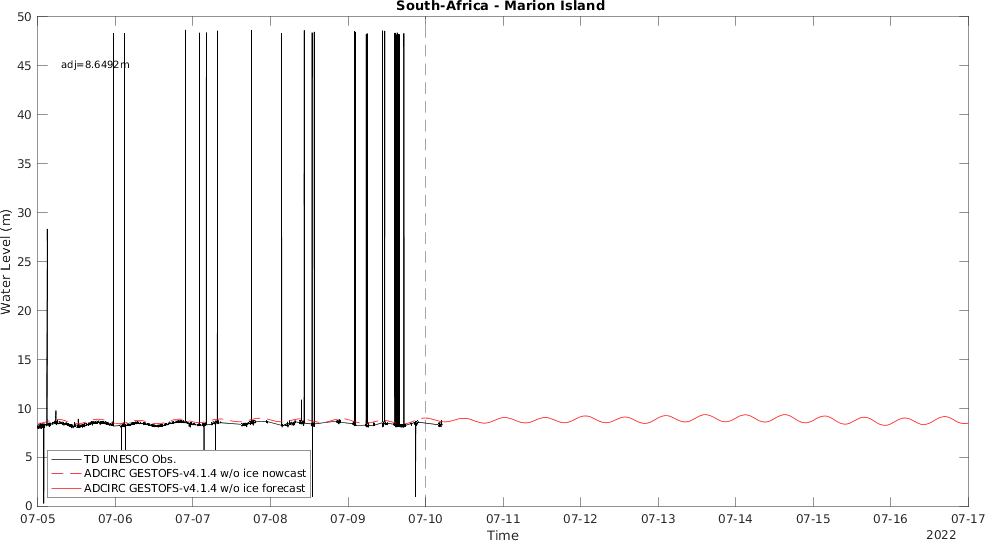 South-Africa - Marion Island
50
45
40
35
30
25
20
15
10
5
0
Water Level (m)
adj=8.6492m
TD UNESCO Obs.
ADCIRC GESTOFS-v4.1.4 w/o ice nowcast
ADCIRC GESTOFS-v4.1.4 w/o ice forecast
07-05 07-06 07-07 07-08 07-09 07-10 07-11 07-12 07-13 07-14 07-15 07-16 07-17
Time
2022